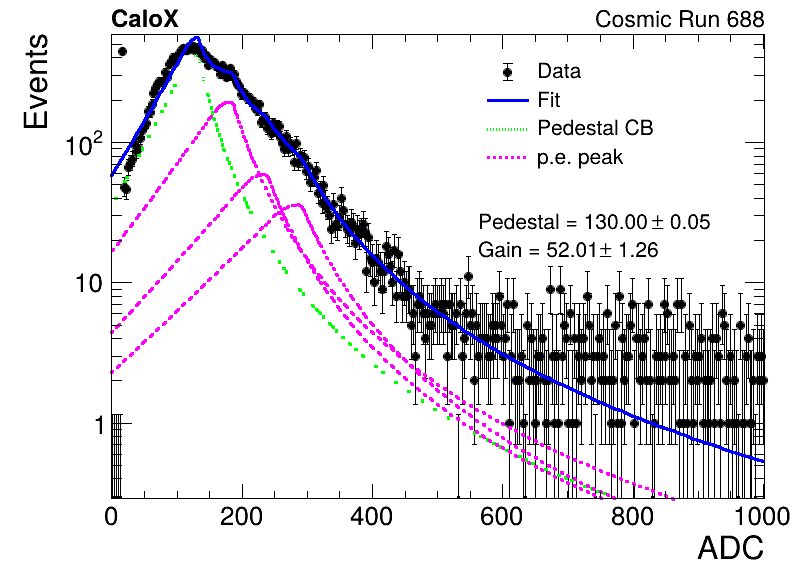 CaloX Cosmic Run 688
Events
Data
Fit
Pedestal CB
p.e. peak
Pedestal = 130.00 ± 0.05
Gain = 52.01 ± 1.26
10²
10
1
0 200 400 600 800 1000
ADC